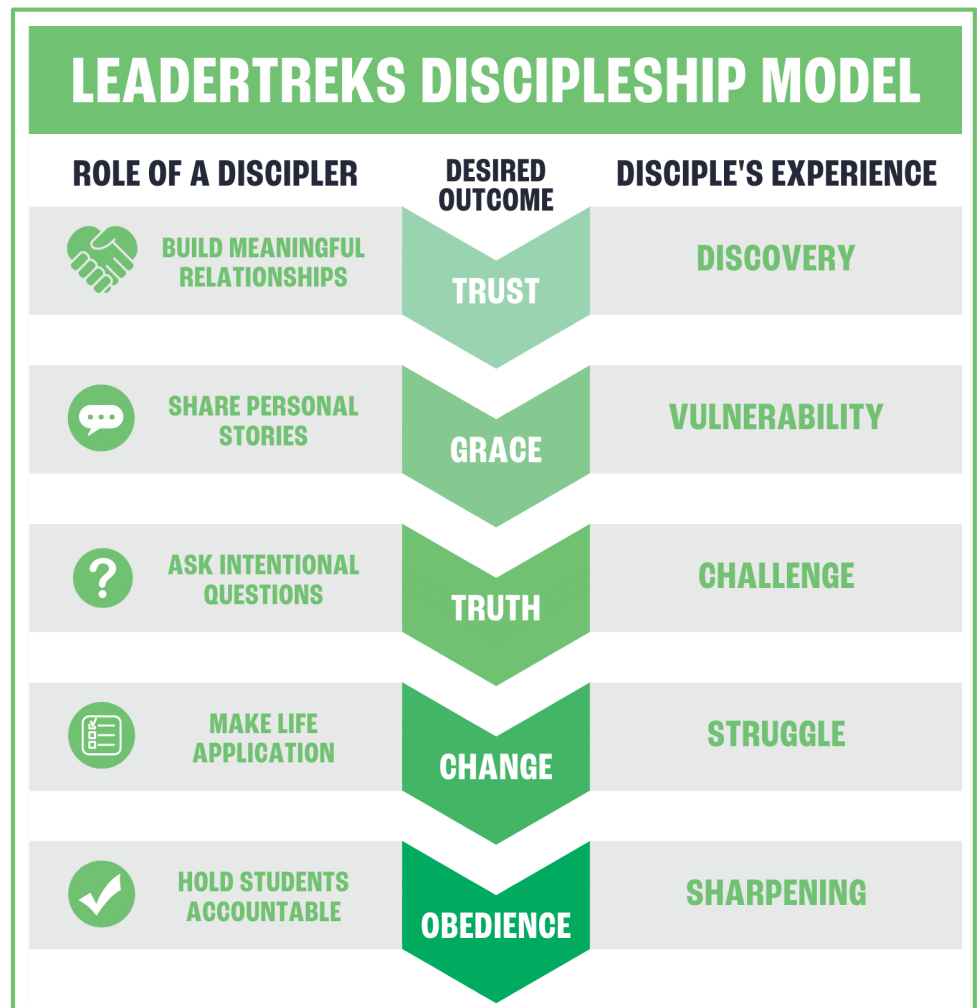 LEADERTREKS DISCIPLESHIP MODEL
ROLE OF A DISCIPLER
DESIRED
OUTCOME
DISCIPLE'S EXPERIENCE
BUILD MEANINGFUL
RELATIONSHIPS
TRUST
DISCOVERY
SHARE PERSONAL
STORIES
GRACE
VULNERABILITY
?
ASK INTENTIONAL
QUESTIONS
TRUTH
CHALLENGE
MAKE LIFE
APPLICATION
CHANGE
STRUGGLE
HOLD STUDENTS
ACCOUNTABLE
OBEDIENCE
SHARPENING